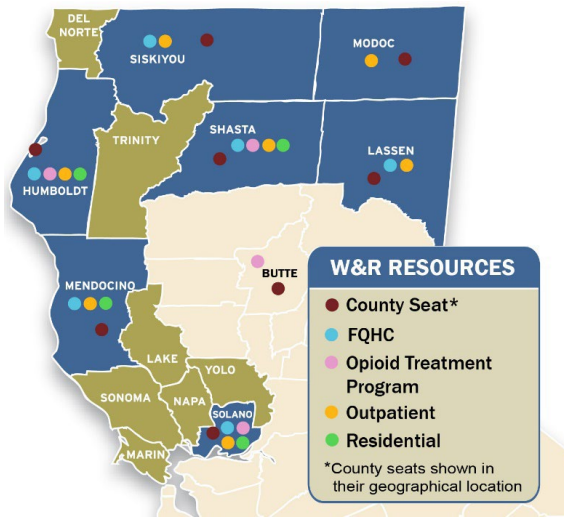 DEL
NORTE
SISKIYOU
MODOC
TRINITY
SHASTA
LASSEN
HUMBOLDT
MENDOCINO
BUTTE
LAKE
YOLO
SONOMA
NAPA
SOLANO
MARIN
W&R RESOURCES
County Seat*
FQHC
Opioid Treatment
Program
Outpatient
Residential
*County seats shown in
their geographical location